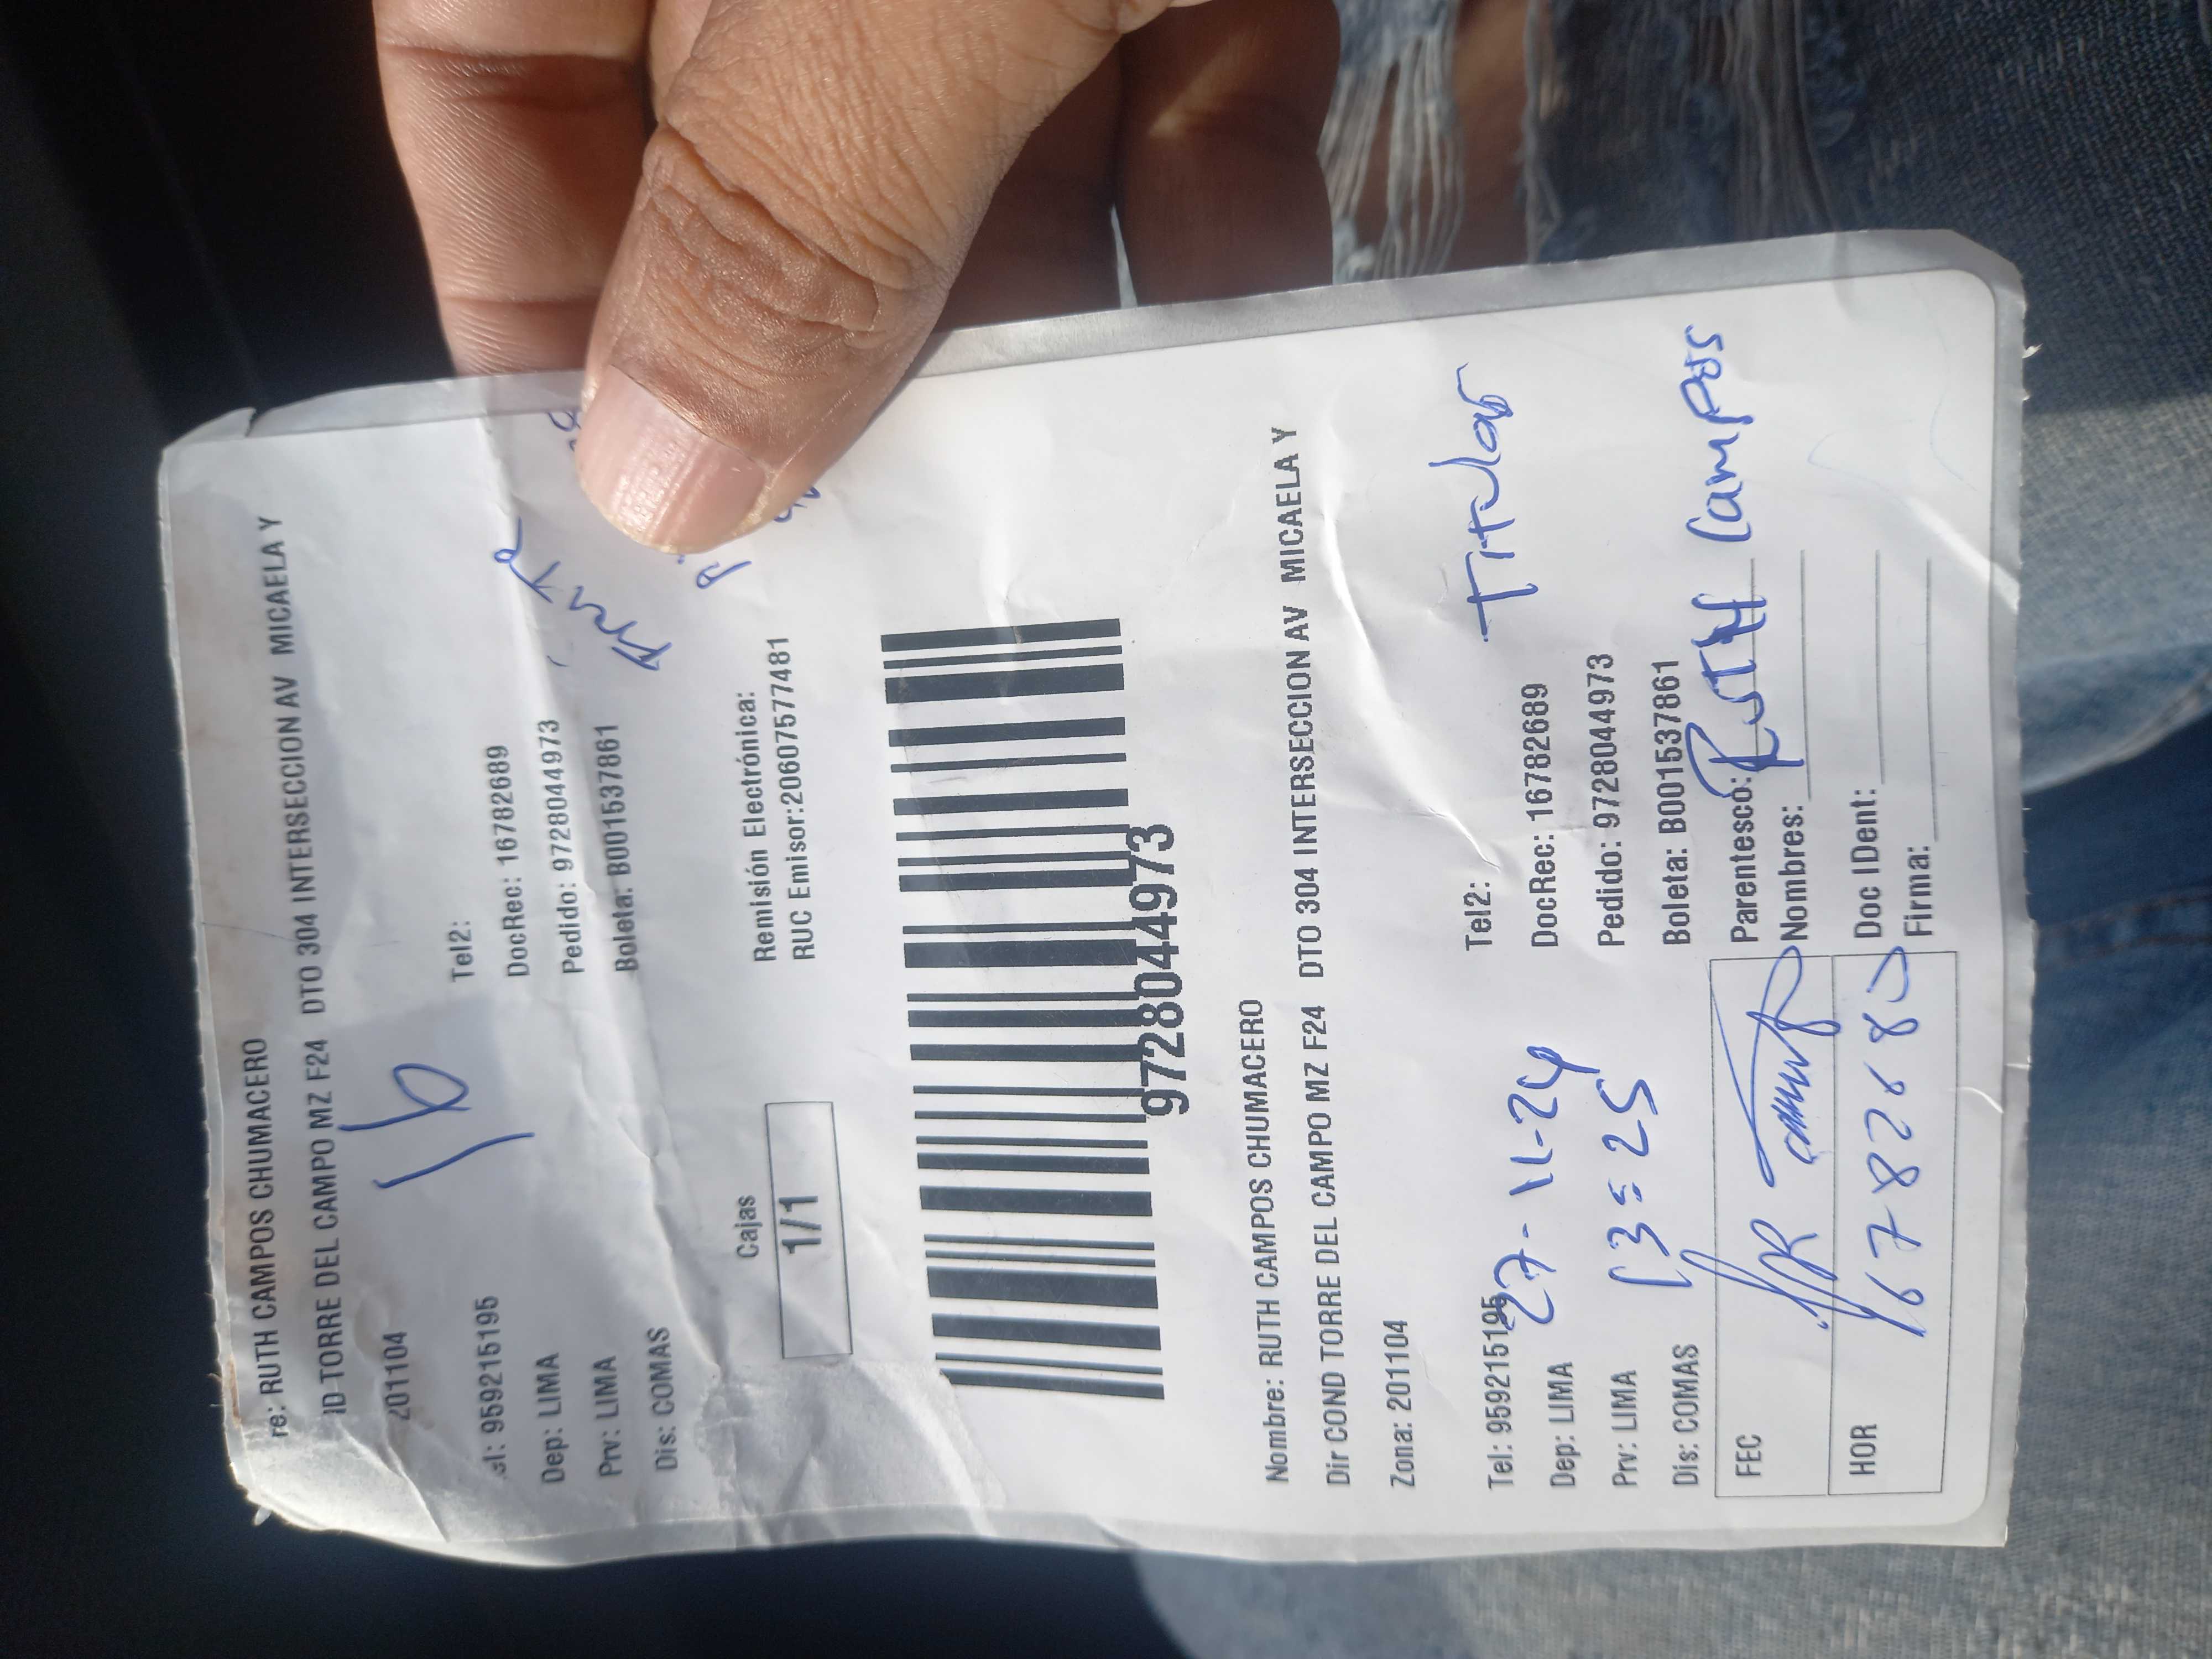 re: RUTH CAMPOS CHUMACERO
ID TORRE DEL CAMPO MZ F24 DTO 304 INTERSECCION AV MICAELA Y
201104
el: 959215195 Tel2:
Dep: LIMA DocRec: 16782689
Prv: LIMA Pedido: 9728044973
Dis: COMAS Boleta: B001537861
Cajas Remisión Electrónica:
1/1 RUC Emisor:20607577481
9728044973
Nombre: RUTH CAMPOS CHUMACERO
Dir COND TORRE DEL CAMPO MZ F24 DTO 304 INTERSECCION AV MICAELA Y
Zona: 201104
Tel: 959215195 Tel2: Titular
Dep: LIMA 27-11-24 DocRec: 16782689
Prv: LIMA 13:25 Pedido: 9728044973
Dis: COMAS Boleta: B001537861
FEC Parentesco: RUTH Campos
Nombres:
HOR 1678268 Doc IDent:
Firma: